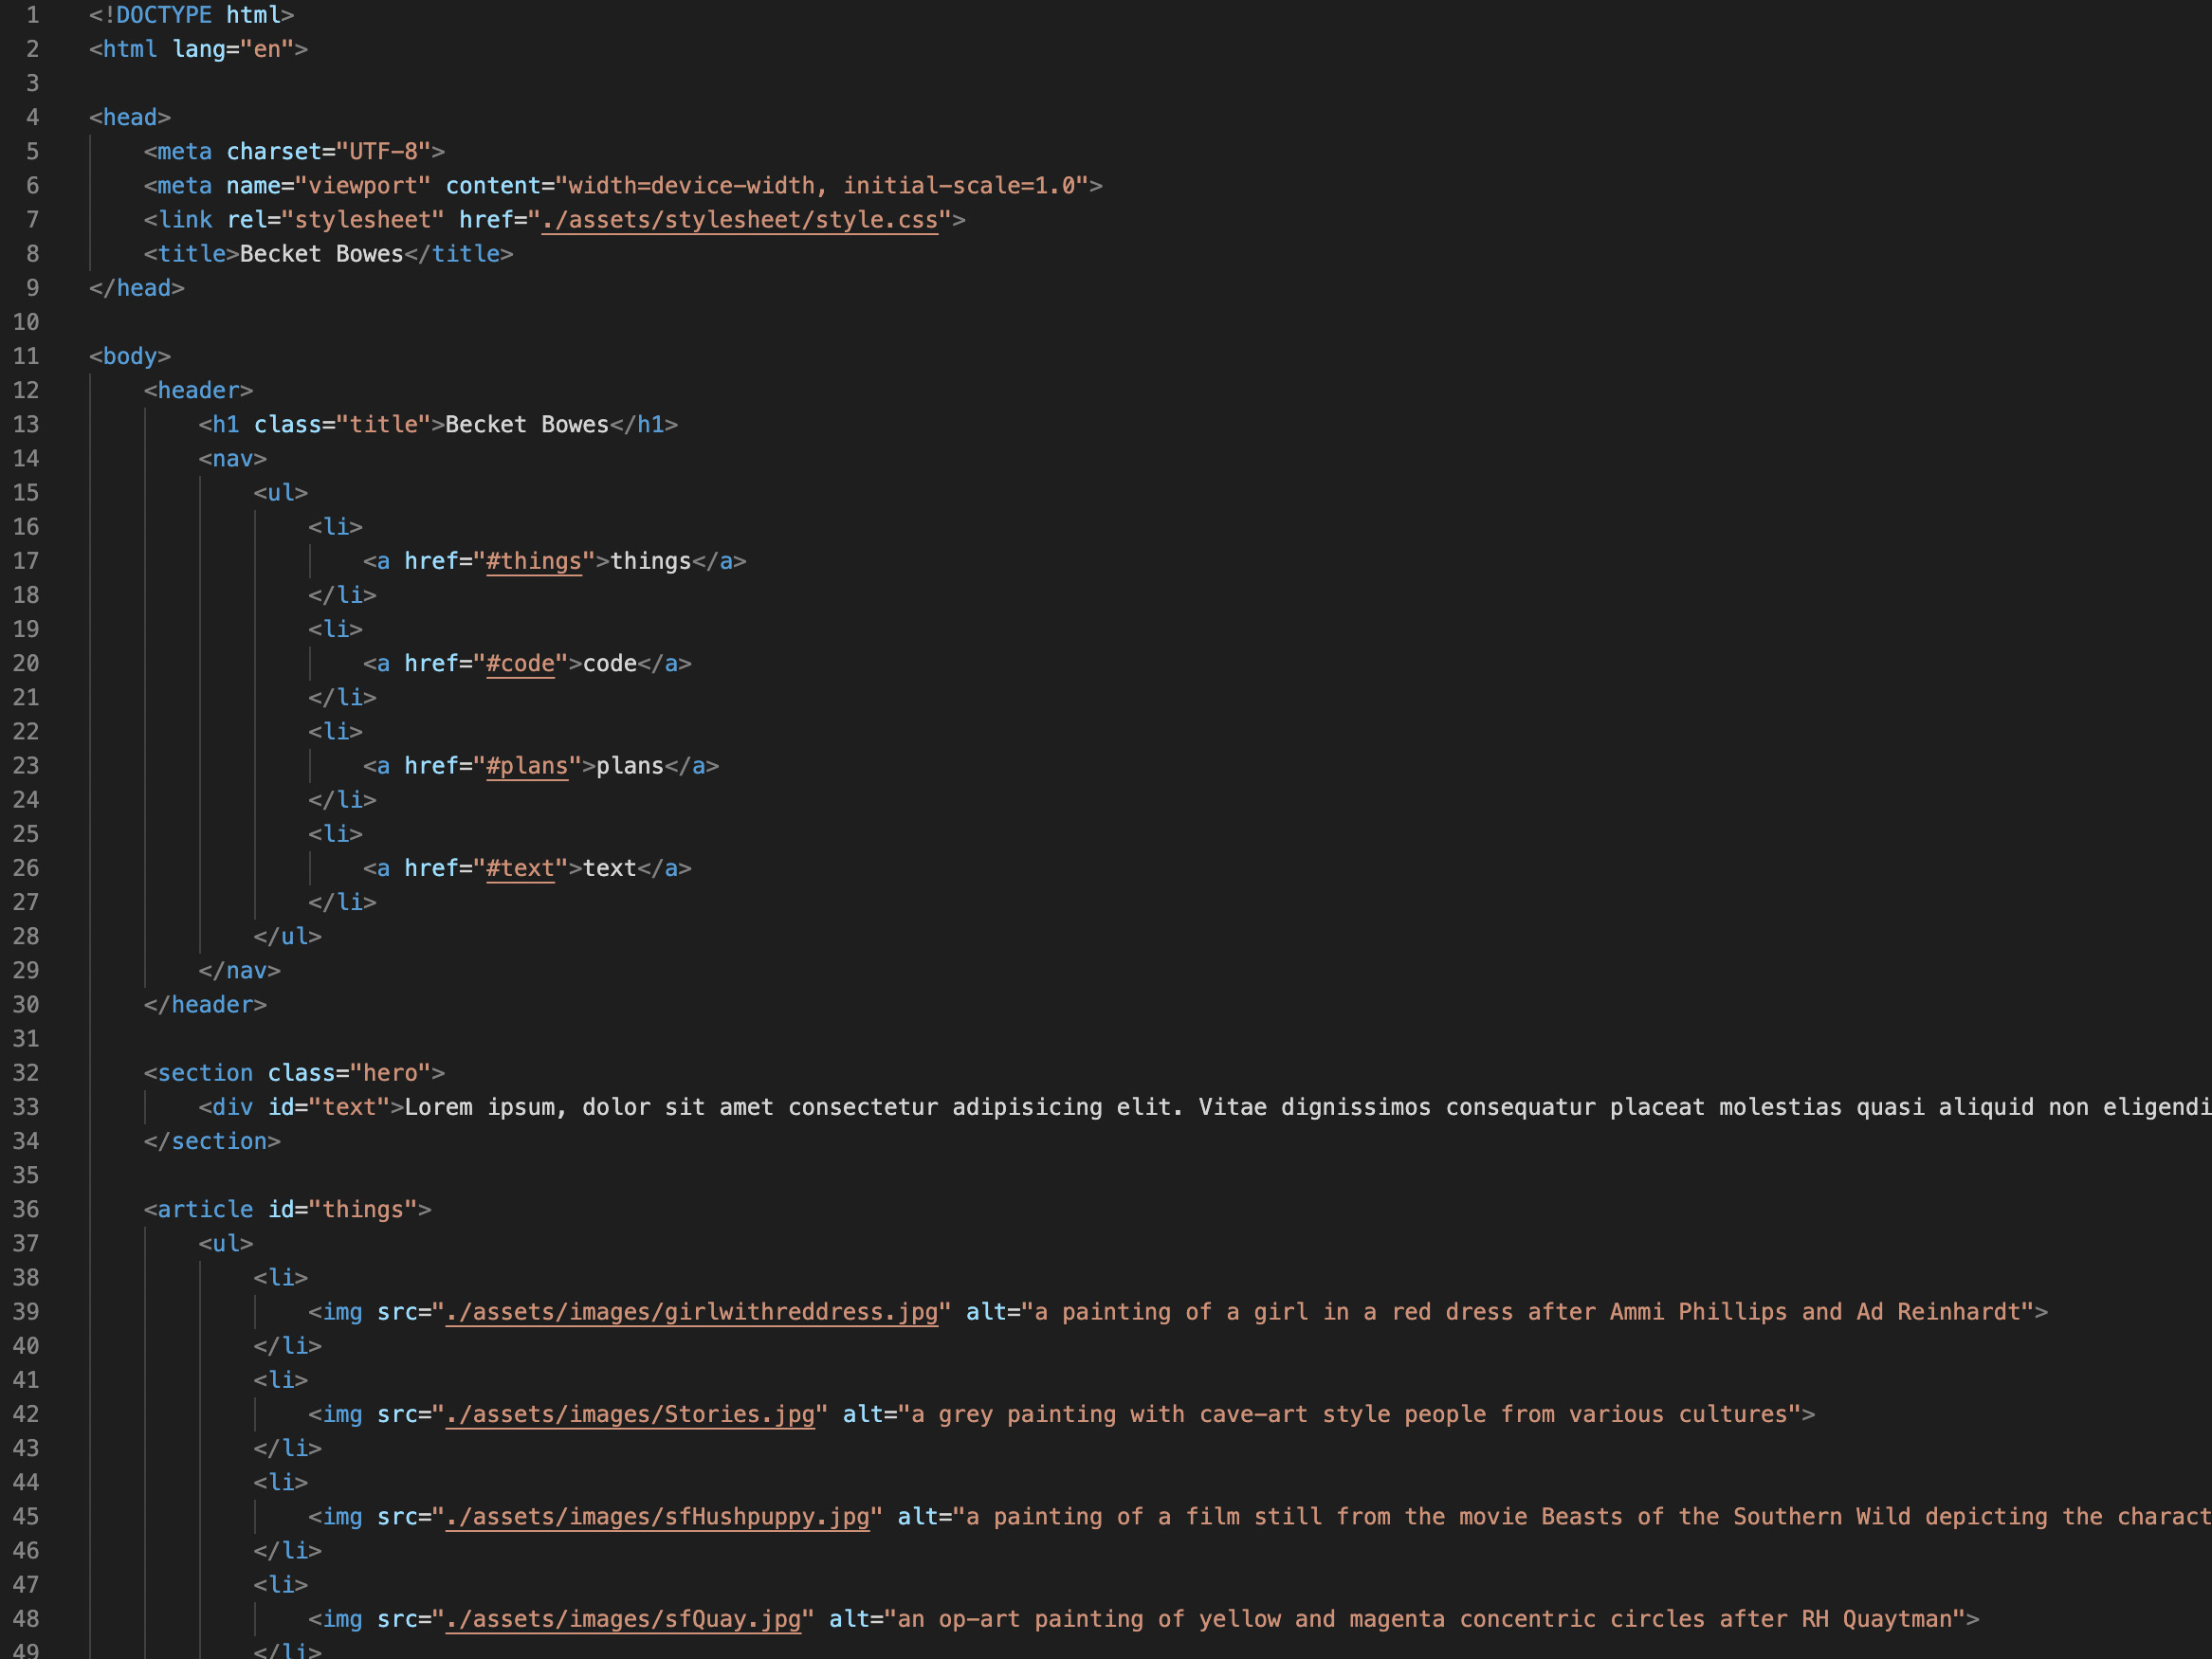 1 <!DOCTYPE html>
2 <html lang="en">
3
4 <head>
5     <meta charset="UTF-8">
6     <meta name="viewport" content="width=device-width, initial-scale=1.0">
7     <link rel="stylesheet" href="./assets/stylesheet/style.css">
8     <title>Becket Bowes</title>
9 </head>
10
11 <body>
12     <header>
13         <h1 class="title">Becket Bowes</h1>
14         <nav>
15             <ul>
16                 <li>
17                     <a href="#things">things</a>
18                 </li>
19                 <li>
20                     <a href="#code">code</a>
21                 </li>
22                 <li>
23                     <a href="#plans">plans</a>
24                 </li>
25                 <li>
26                     <a href="#text">text</a>
27                 </li>
28             </ul>
29         </nav>
30     </header>
31
32     <section class="hero">
33         <div id="text">Lorem ipsum, dolor sit amet consectetur adipisicing elit. Vitae dignissimos consequatur placeat molestias quasi aliquid non eligendi
34     </section>
35
36     <article id="things">
37         <ul>
38             <li>
39                 <img src="./assets/images/girlwithreddress.jpg" alt="a painting of a girl in a red dress after Ammi Phillips and Ad Reinhardt">
40             </li>
41             <li>
42                 <img src="./assets/images/Stories.jpg" alt="a grey painting with cave-art style people from various cultures">
43             </li>
44             <li>
45                 <img src="./assets/images/sfHushpuppy.jpg" alt="a painting of a film still from the movie Beasts of the Southern Wild depicting the charact
46             </li>
47             <li>
48                 <img src="./assets/images/sfQuay.jpg" alt="an op-art painting of yellow and magenta concentric circles after RH Quaytman">
49             </li>